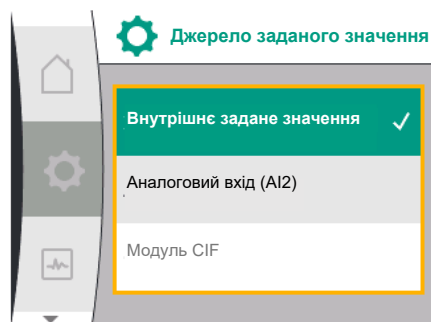 Джерело заданого значення
Внутрішнє задане значення
Аналоговий вхід (AI2)
Модуль CIF